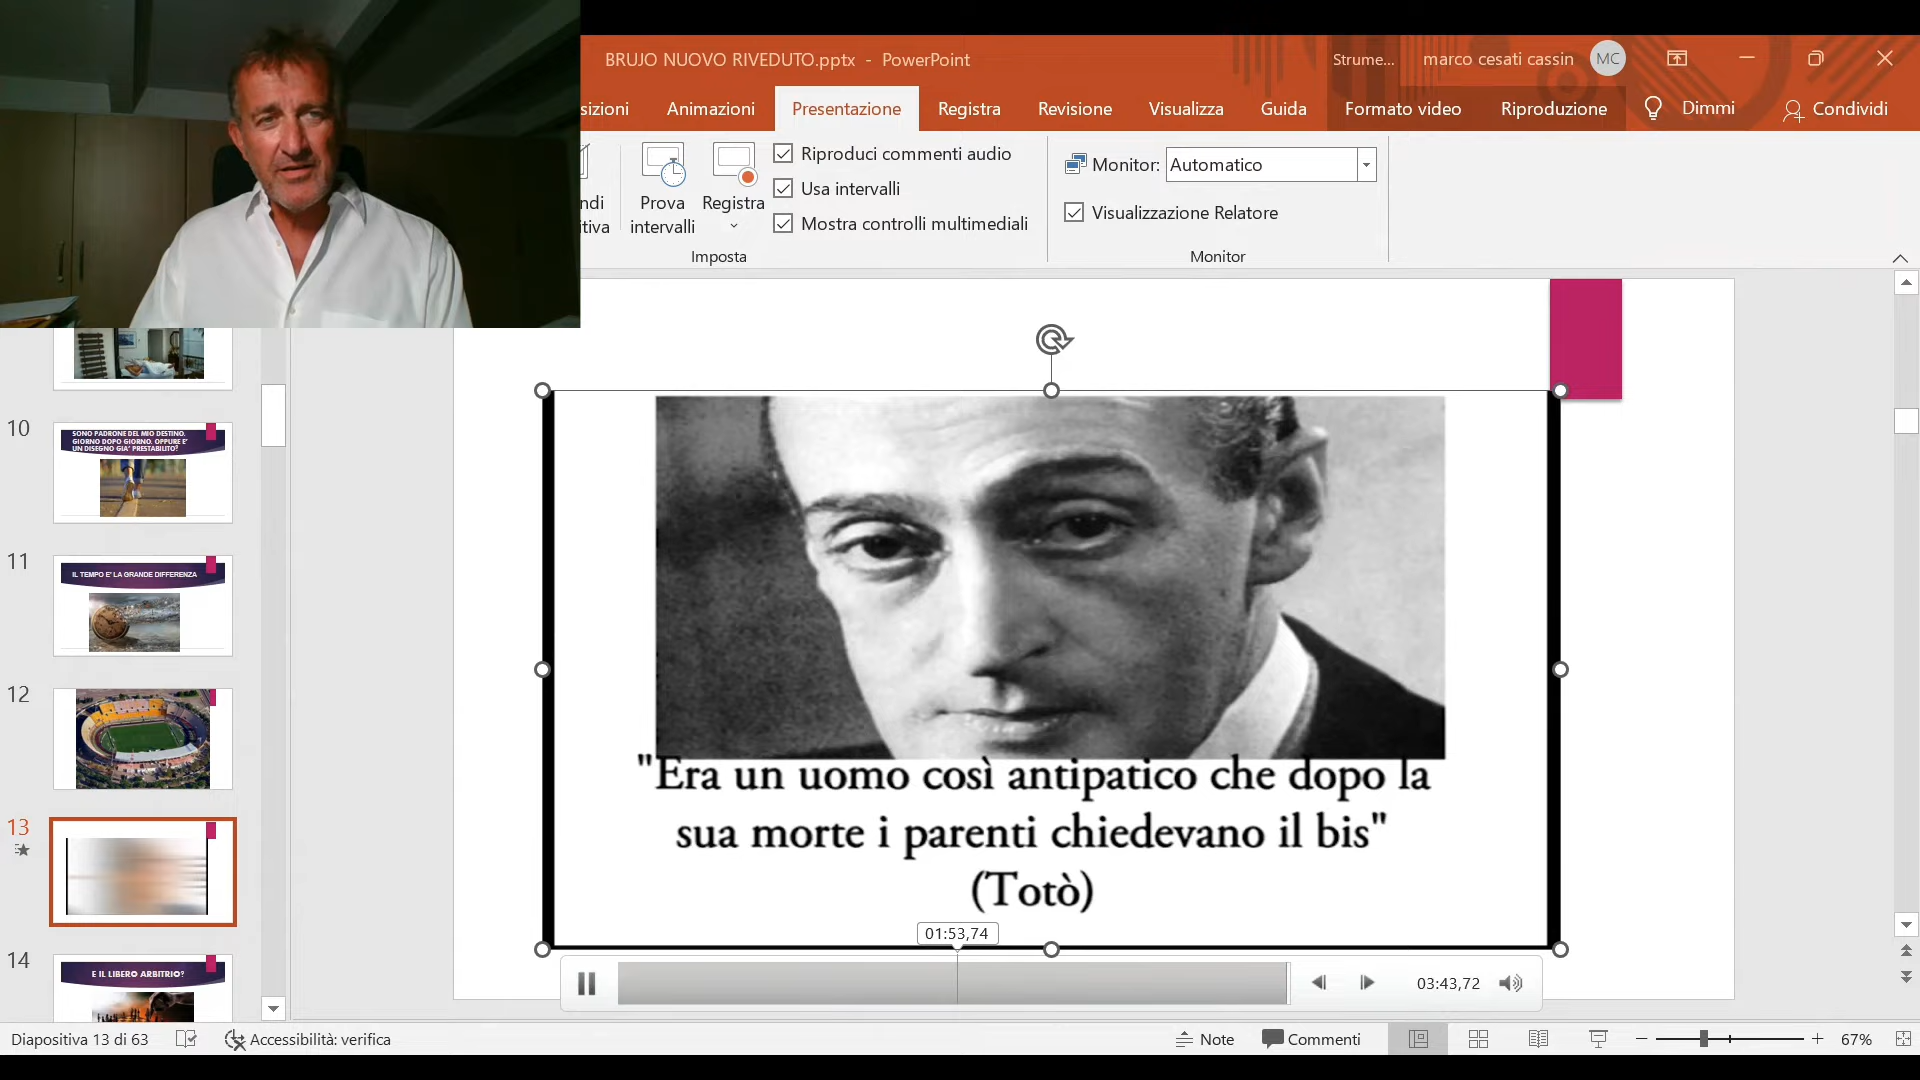 BRUJO NUOVO RIVEDUTO.pptx - PowerPoint
Strume...
marco cesati cassin
MC
sizioni
Animazioni
Presentazione
Registra
Revisione
Visualizza
Guida
Formato video
Riproduzione
Dimmi
Condividi
ndi
itiva
Prova
intervalli
Registra
Riproduci commenti audio
Usa intervalli
Mostra controlli multimediali
Imposta
Monitor:
Automatico
Visualizzazione Relatore
Monitor
10
SONO PADRONE DEL MIO DESTINO.
GIORNO DOPO GIORNO. OPPURE E'
UN DISEGNO GIA' PRESTABILITO?
11
IL TEMPO E' LA GRANDE DIFFERENZA
12
13
14
E IL LIBERO ARBITRIO?
"Era un uomo così antipatico che dopo la
sua morte i parenti chiedevano il bis"
(Totò)
01:53,74
03:43,72
Diapositiva 13 di 63
Accessibilità: verifica
Note
Commenti
67%